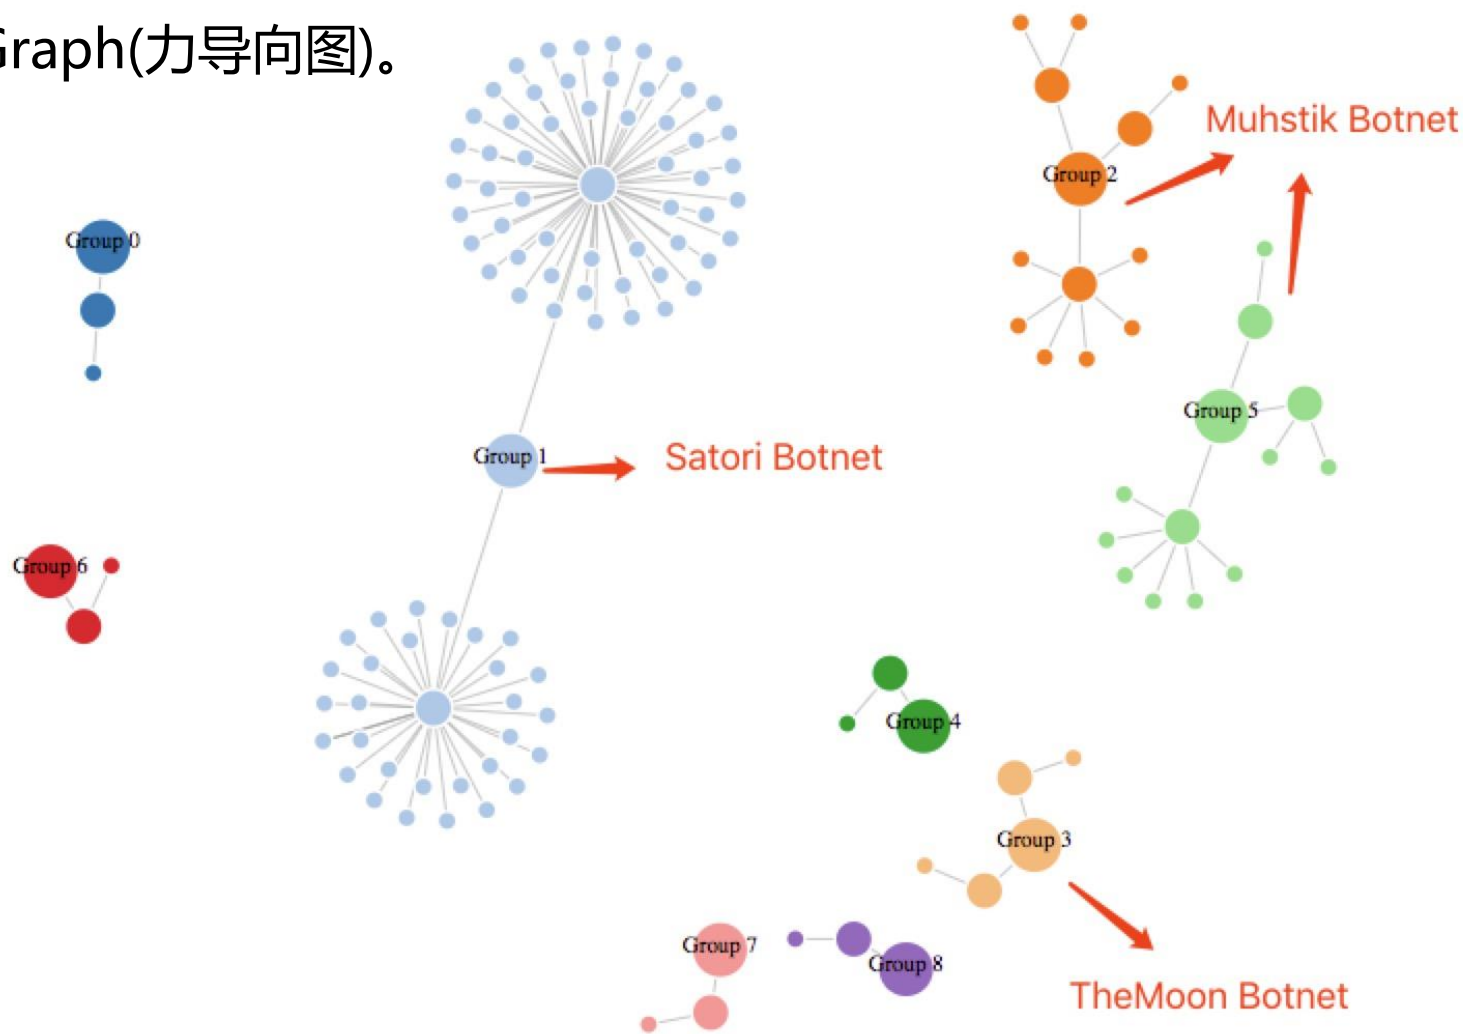 Graph(力导向图)。
Muhstik Botnet
Group 2
Group 0
Group 5
Group 1
Satori Botnet
Group 6
Group 4
Group 3
Group 7
Group 8
TheMoon Botnet